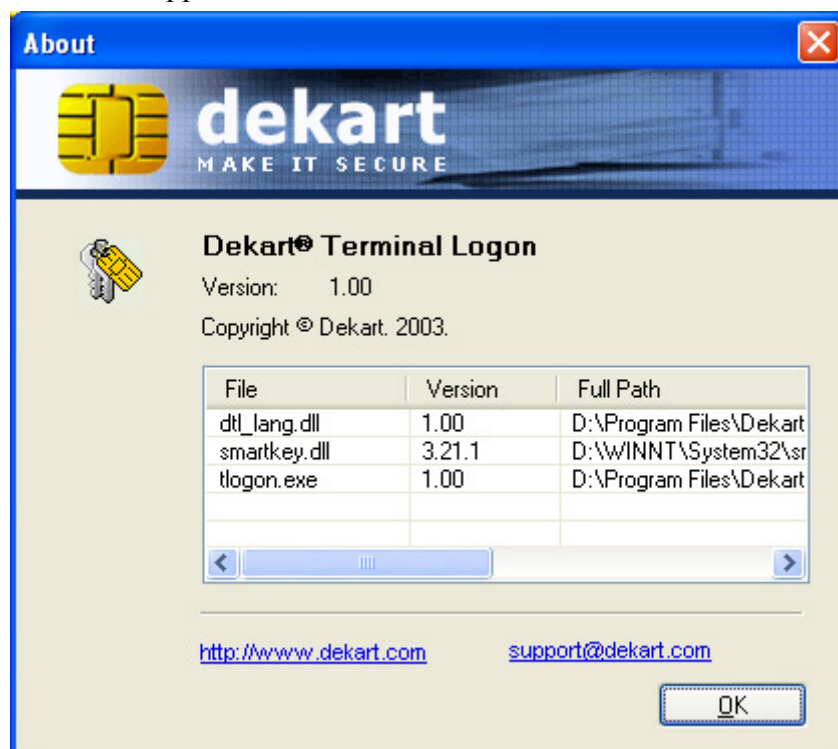 About
dekart
MAKE IT SECURE
Dekart® Terminal Logon
Version: 1.00
Copyright © Dekart. 2003.
File Version Full Path
dtl_lang.dll 1.00 D:\Program Files\Dekart
smartkey.dll 3.21.1 D:\WINNT\System32\
tlogon.exe 1.00 D:\Program Files\Dekart
http://www.dekart.com support@dekart.com
OK